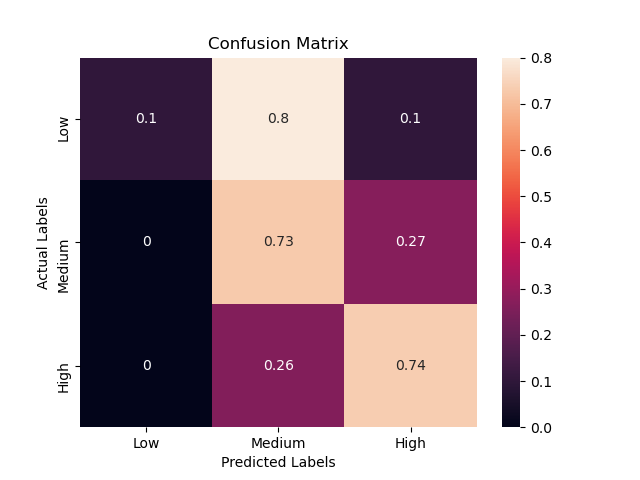 Confusion Matrix
0.8
0.7
0.6
0.5
0.4
0.3
0.2
0.1
0.0
Actual Labels
Low
0.1 0.8 0.1
Medium
0 0.73 0.27
High
0 0.26 0.74
Low Medium High
Predicted Labels